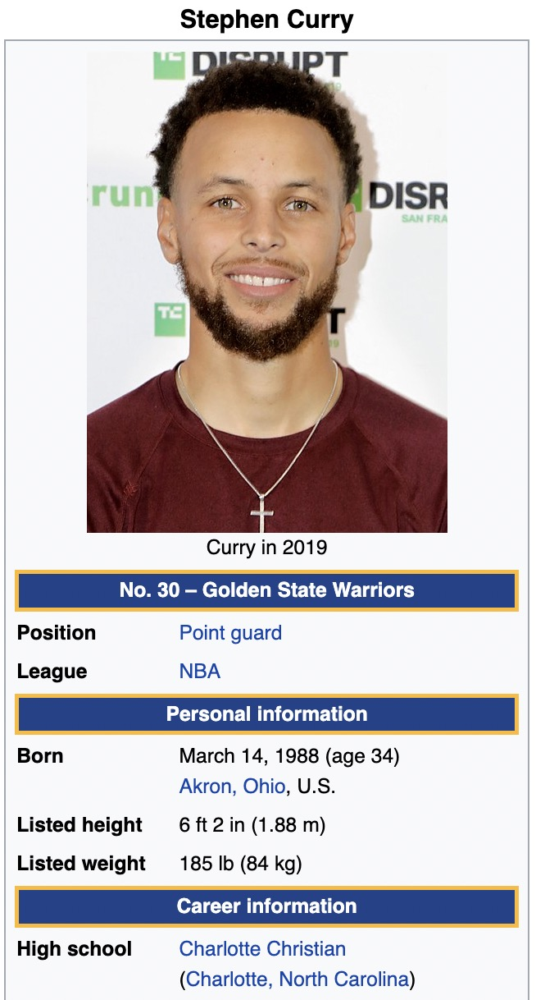 Stephen Curry
TC DISRUPT
run
DISR
SAN FRA
TC
T
19
Curry in 2019
No. 30 – Golden State Warriors
Position Point guard
League NBA
Personal information
Born March 14, 1988 (age 34)
Akron, Ohio, U.S.
Listed height 6 ft 2 in (1.88 m)
Listed weight 185 lb (84 kg)
Career information
High school Charlotte Christian
(Charlotte, North Carolina)